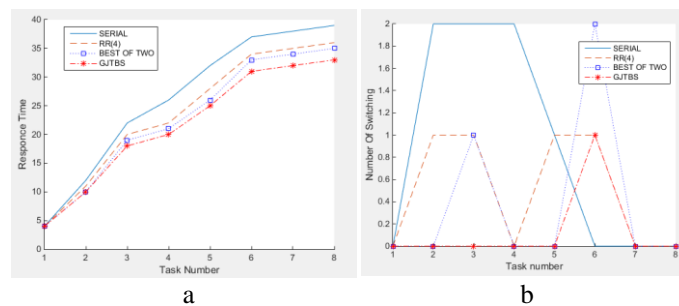 40
35
30
25
20
15
10
5
0
Responce Time
SERIAL
RR(4)
BEST OF TWO
GJTBS
1 2 3 4 5 6 7 8
Task Number
a
2
1.8
1.6
1.4
1.2
1
0.8
0.6
0.4
0.2
0
Number Of Switching
SERIAL
RR(4)
BEST OF TWO
GJTBS
1 2 3 4 5 6 7 8
Task number
b